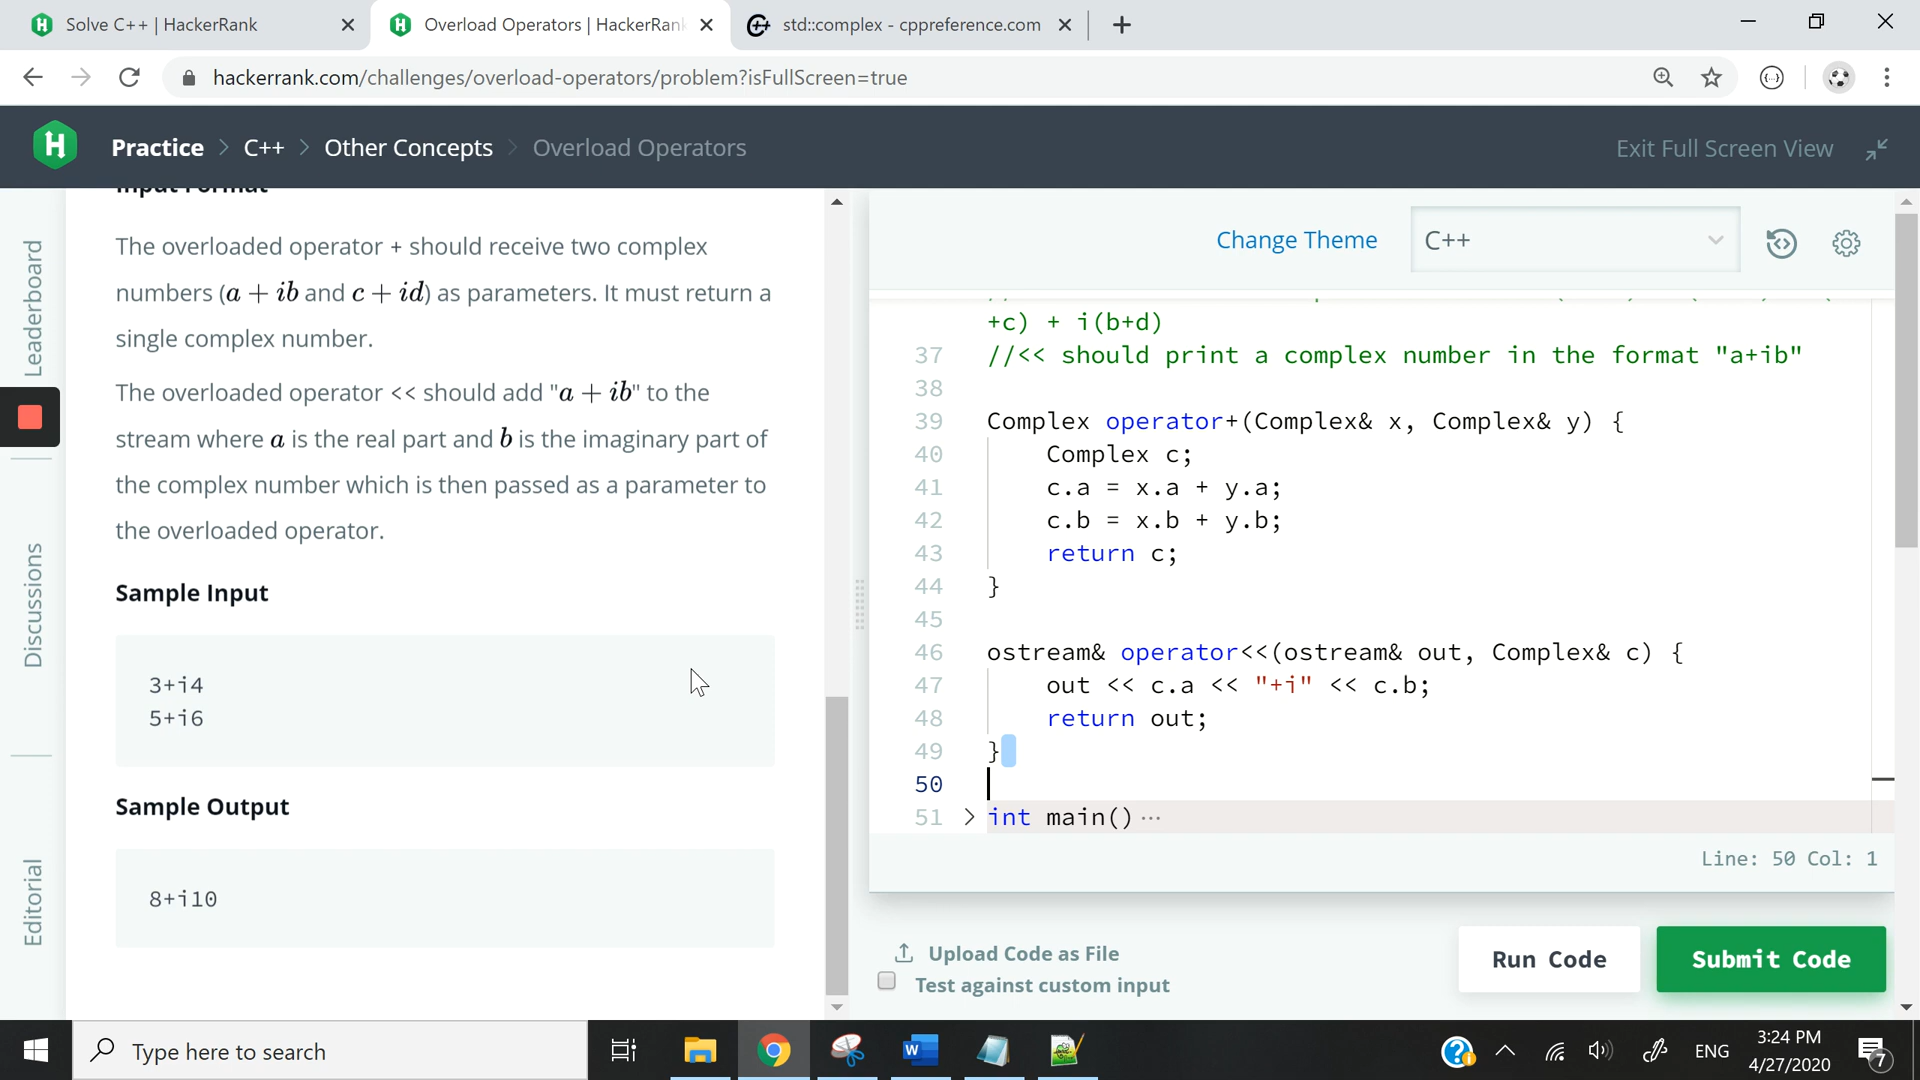 Solve C++ | HackerRank
Overload Operators | HackerRank
std::complex - cppreference.com
hackerrank.com/challenges/overload-operators/problem?isFullScreen=true
Practice > C++ > Other Concepts > Overload Operators
Exit Full Screen View
Leaderboard
Discussions
Editorial
Input Format
The overloaded operator + should receive two complex
numbers (a + ib and c + id) as parameters. It must return a
single complex number.
The overloaded operator << should add "a + ib" to the
stream where a is the real part and b is the imaginary part of
the complex number which is then passed as a parameter to
the overloaded operator.
Sample Input
3+i4
5+i6
Sample Output
8+i10
Change Theme
C++
+c) + i(b+d)
37 //<< should print a complex number in the format "a+ib"
38
39 Complex operator+(Complex& x, Complex& y) {
40 Complex c;
41 c.a = x.a + y.a;
42 c.b = x.b + y.b;
43 return c;
44 }
45
46 ostream& operator<<(ostream& out, Complex& c) {
47 out << c.a << "+i" << c.b;
48 return out;
49 }
50
51 > int main() ···
Line: 50 Col: 1
Upload Code as File
Test against custom input
Run Code
Submit Code
Type here to search
ENG
3:24 PM
4/27/2020
7